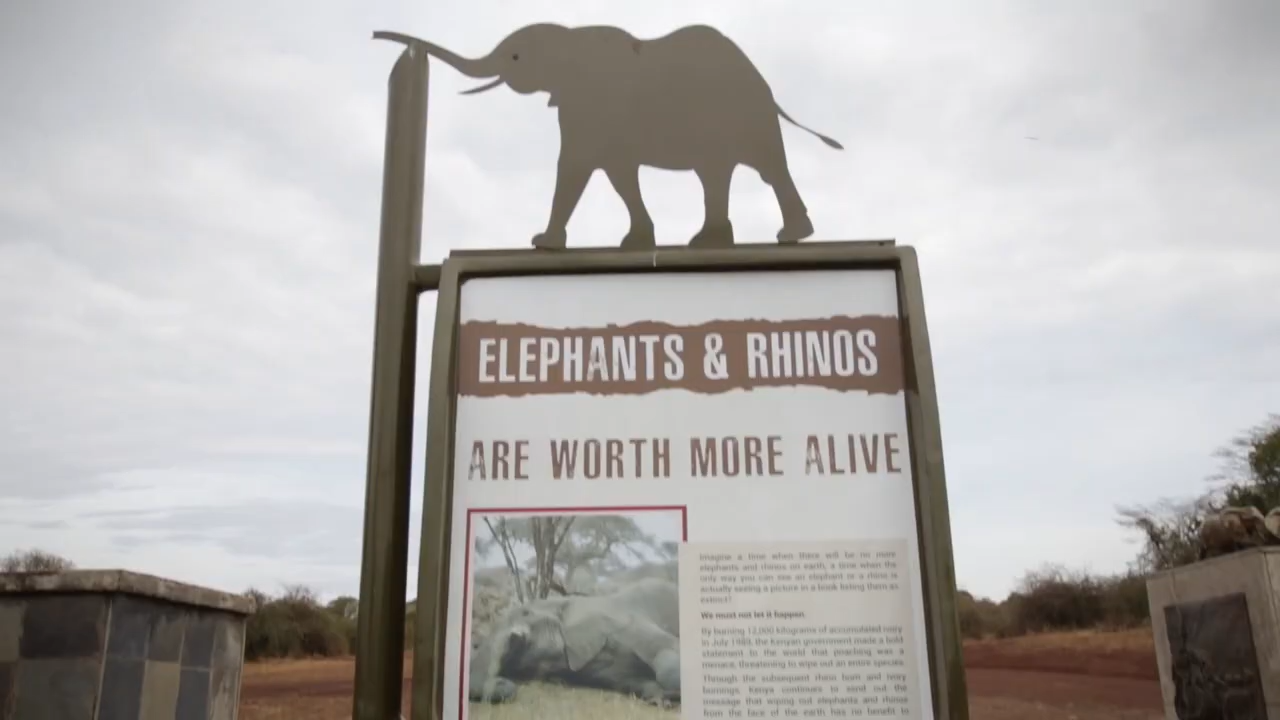 ELEPHANTS & RHINOS
ARE WORTH MORE ALIVE
Imagine a time when there will be no more
elephants and rhinos on earth, a time when the
only way you can see an elephant or a rhino is
actually seeing a picture in a book listing them as
extinct!
We must not let it happen.
By burning 12,000 kilograms of accumulated ivory
in July 1989, the Kenyan government made a bold
statement to the world that poaching was a
menace, threatening to wipe out an entire species.
Through the subsequent rhino horn and ivory
burnings, Kenya continues to send out the
message that wiping out elephants and rhinos
from the face of the earth has no benefit to